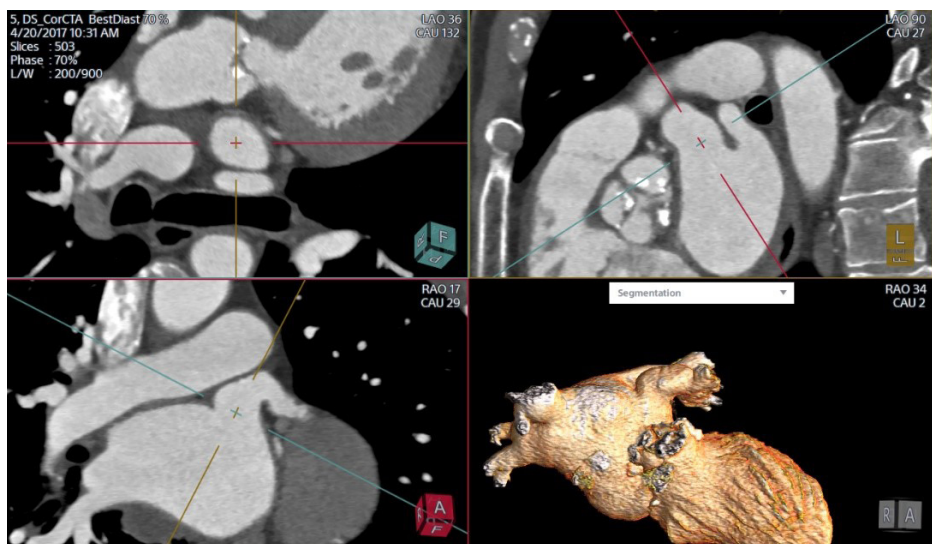 5, DS_CorCTA BestDiast 70 %
4/20/2017 10:31 AM
Slices : 503
Phase : 70%
L/W : 200/900
LAO 36
CAU 132
F
P
LAO 90
CAU 27
L
F
RAO 17
CAU 29
A
F
Segmentation
RAO 34
CAU 2
R A